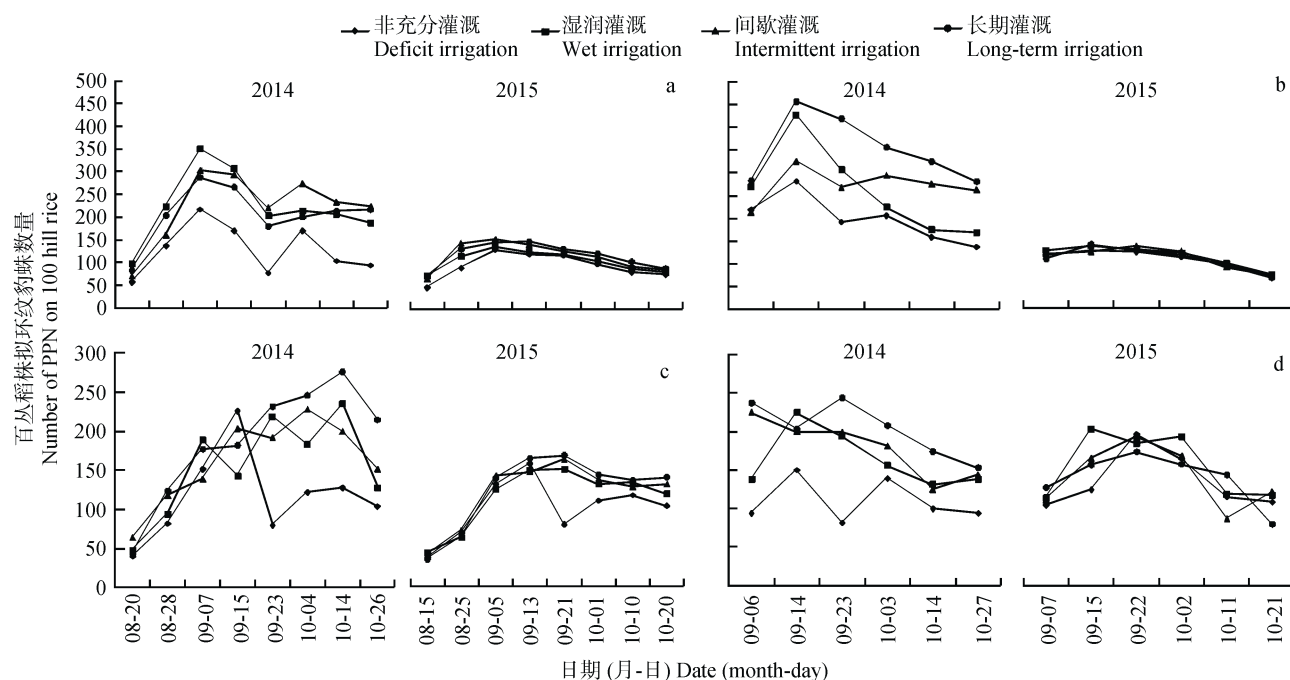 非充分灌溉 湿润灌溉 间歇灌溉 长期灌溉
Deficit irrigation Wet irrigation Intermittent irrigation Long-term irrigation
500 2014 2015 a 2014 b
450 2015
400
350
300
250
200
150
100
50
0
百丛稻株拟环纹豹蛛数量
Number of PPN on 100 hill rice
300 2014 2015 c 2014 2015 d
250
200
150
100
50
0
08-20 08-28 09-07 09-15 09-23 10-04 10-14 10-26 08-15 08-25 09-05 09-13 09-21 10-01 10-10 10-20 09-06 09-14 09-23 10-03 10-14 10-27 09-07 09-15 09-22 10-02 10-11 10-21
日期 (月-日) Date (month-day)